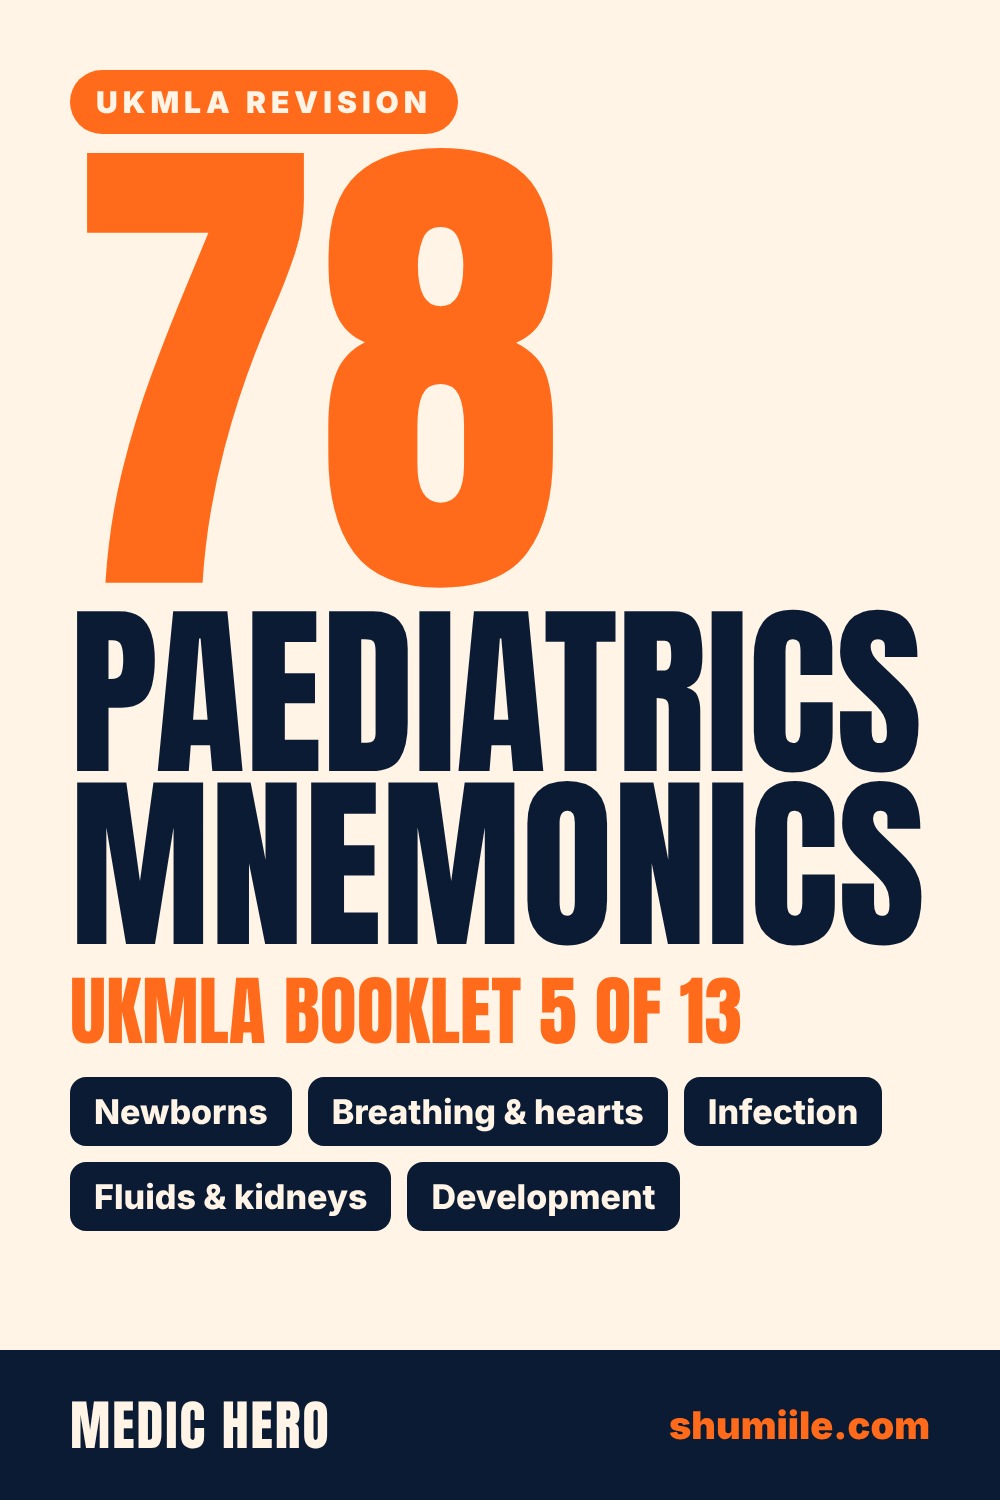 UKMLA REVISION
78
PAEDIATRICS
MNEMONICS
UKMLA BOOKLET 5 OF 13
Newborns Breathing & hearts Infection
Fluids & kidneys Development
MEDIC HERO shumiile.com